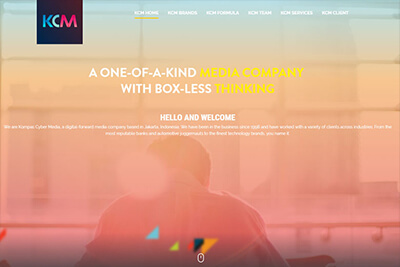 KCM
KCM HOME
KCM BRANDS
KCM FORMULA
KCM TEAM
KCM SERVICES
KCM CLIENT
A ONE-OF-A-KIND MEDIA COMPANY
WITH BOX-LESS THINKING
HELLO AND WELCOME
We are Kompas Cyber Media, a digital forward media company based in Jakarta, Indonesia. We have been in the business since 1996 and have worked with a variety of clients across industries. From the
most reputable banks and automotive juggernauts to the finest technology brands, you name it.